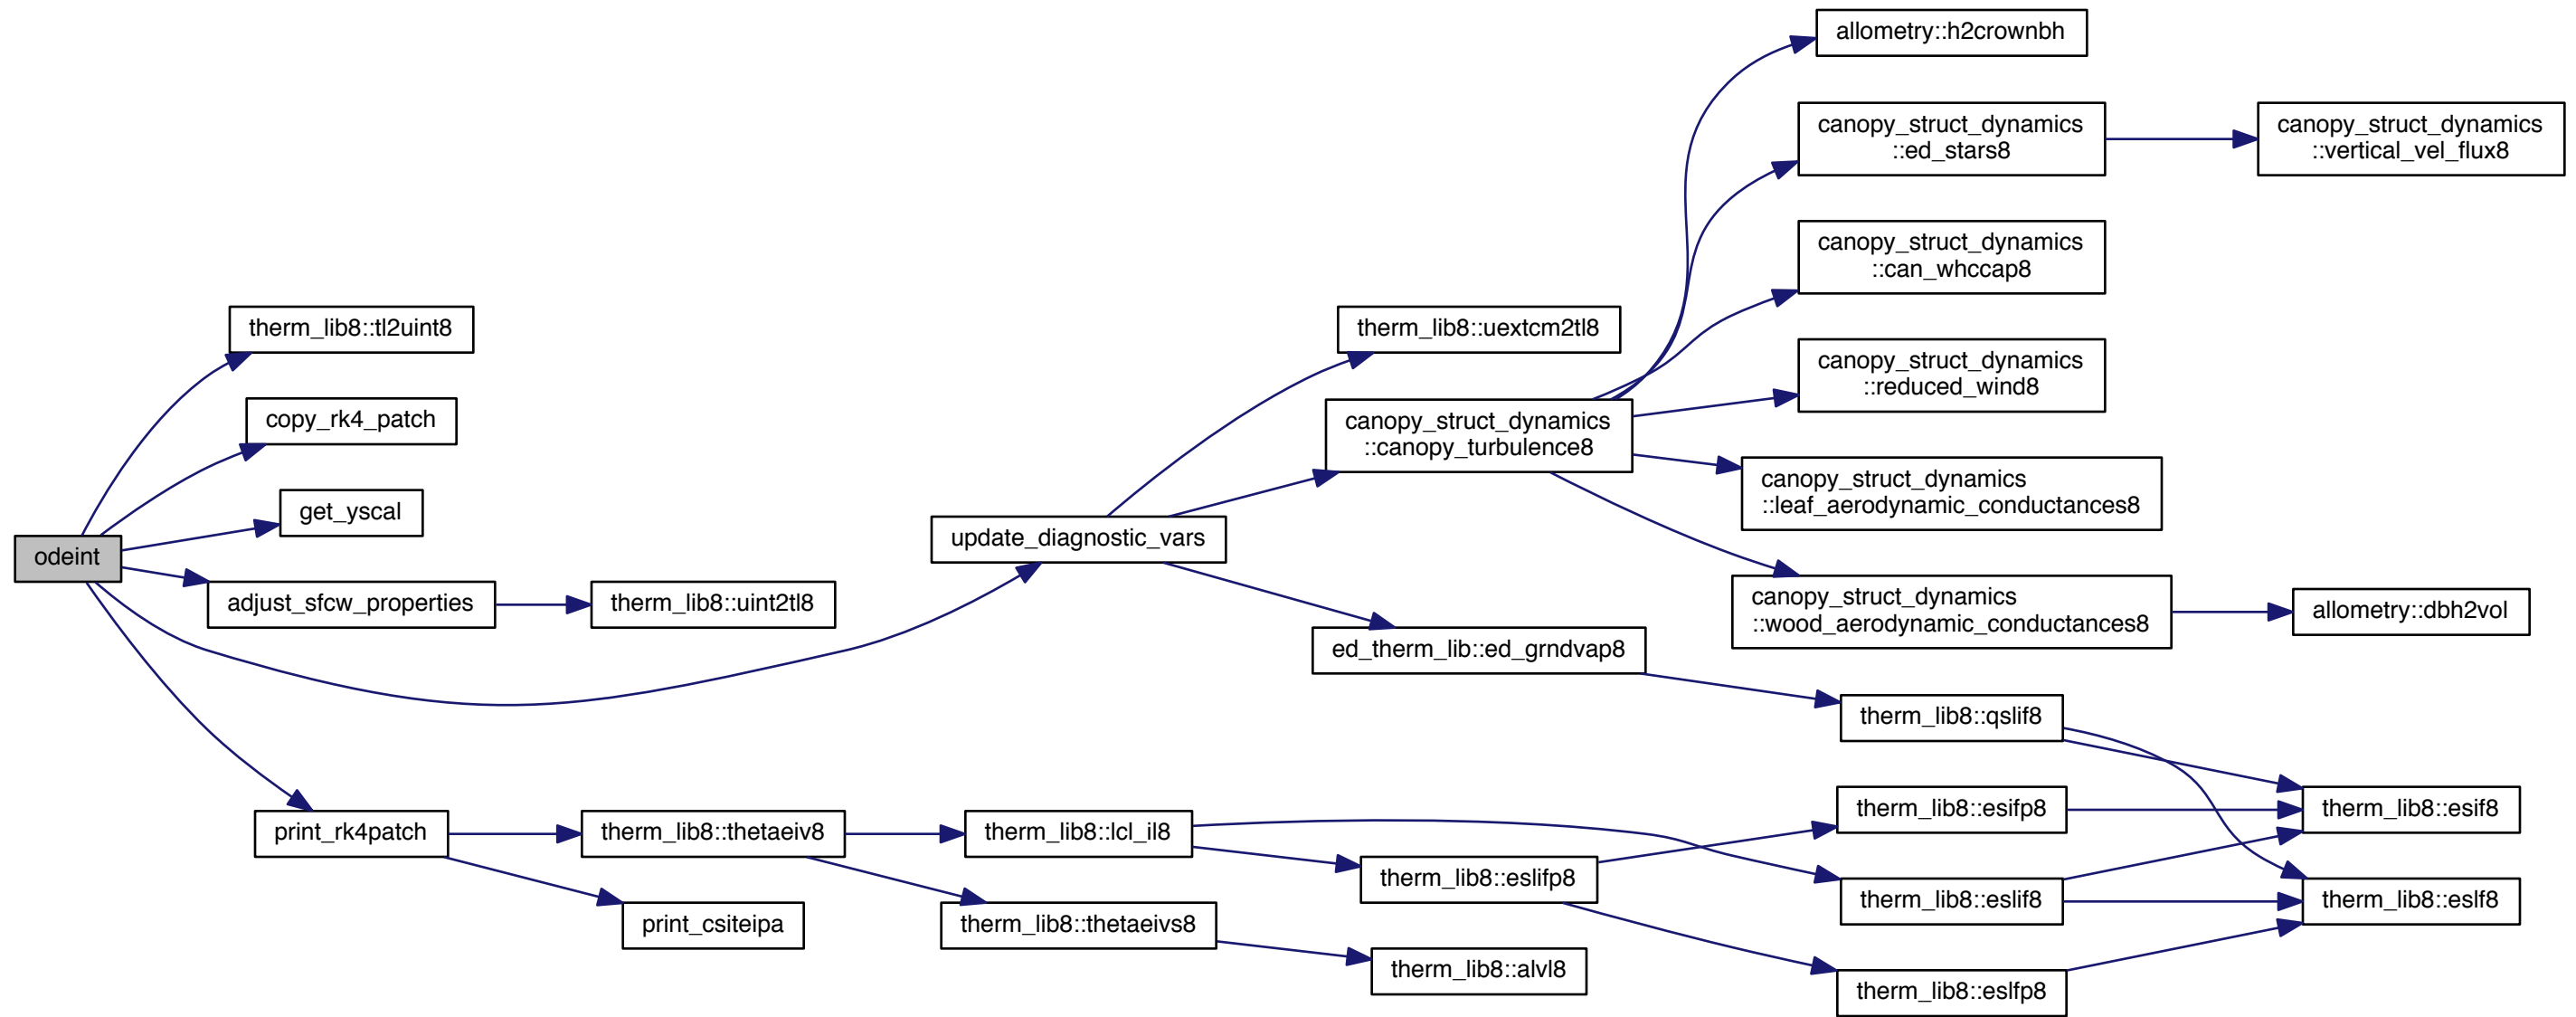 odeint
therm_lib8::tl2uint8
copy_rk4_patch
get_yscal
adjust_sfcw_properties
therm_lib8::uint2tl8
update_diagnostic_vars
print_rk4patch
therm_lib8::thetaeiv8
print_csiteipa
therm_lib8::lcl_il8
therm_lib8::thetaeivs8
therm_lib8::alvl8
therm_lib8::uextcm2tl8
canopy_struct_dynamics
::canopy_turbulence8
ed_therm_lib::ed_grndvap8
allometry::h2crownbh
canopy_struct_dynamics
::ed_stars8
canopy_struct_dynamics
::vertical_vel_flux8
canopy_struct_dynamics
::can_whccap8
canopy_struct_dynamics
::reduced_wind8
canopy_struct_dynamics
::leaf_aerodynamic_conductances8
canopy_struct_dynamics
::wood_aerodynamic_conductances8
allometry::dbh2vol
therm_lib8::qslif8
therm_lib8::eslifp8
therm_lib8::esifp8
therm_lib8::eslif8
therm_lib8::eslfp8
therm_lib8::esif8
therm_lib8::eslf8